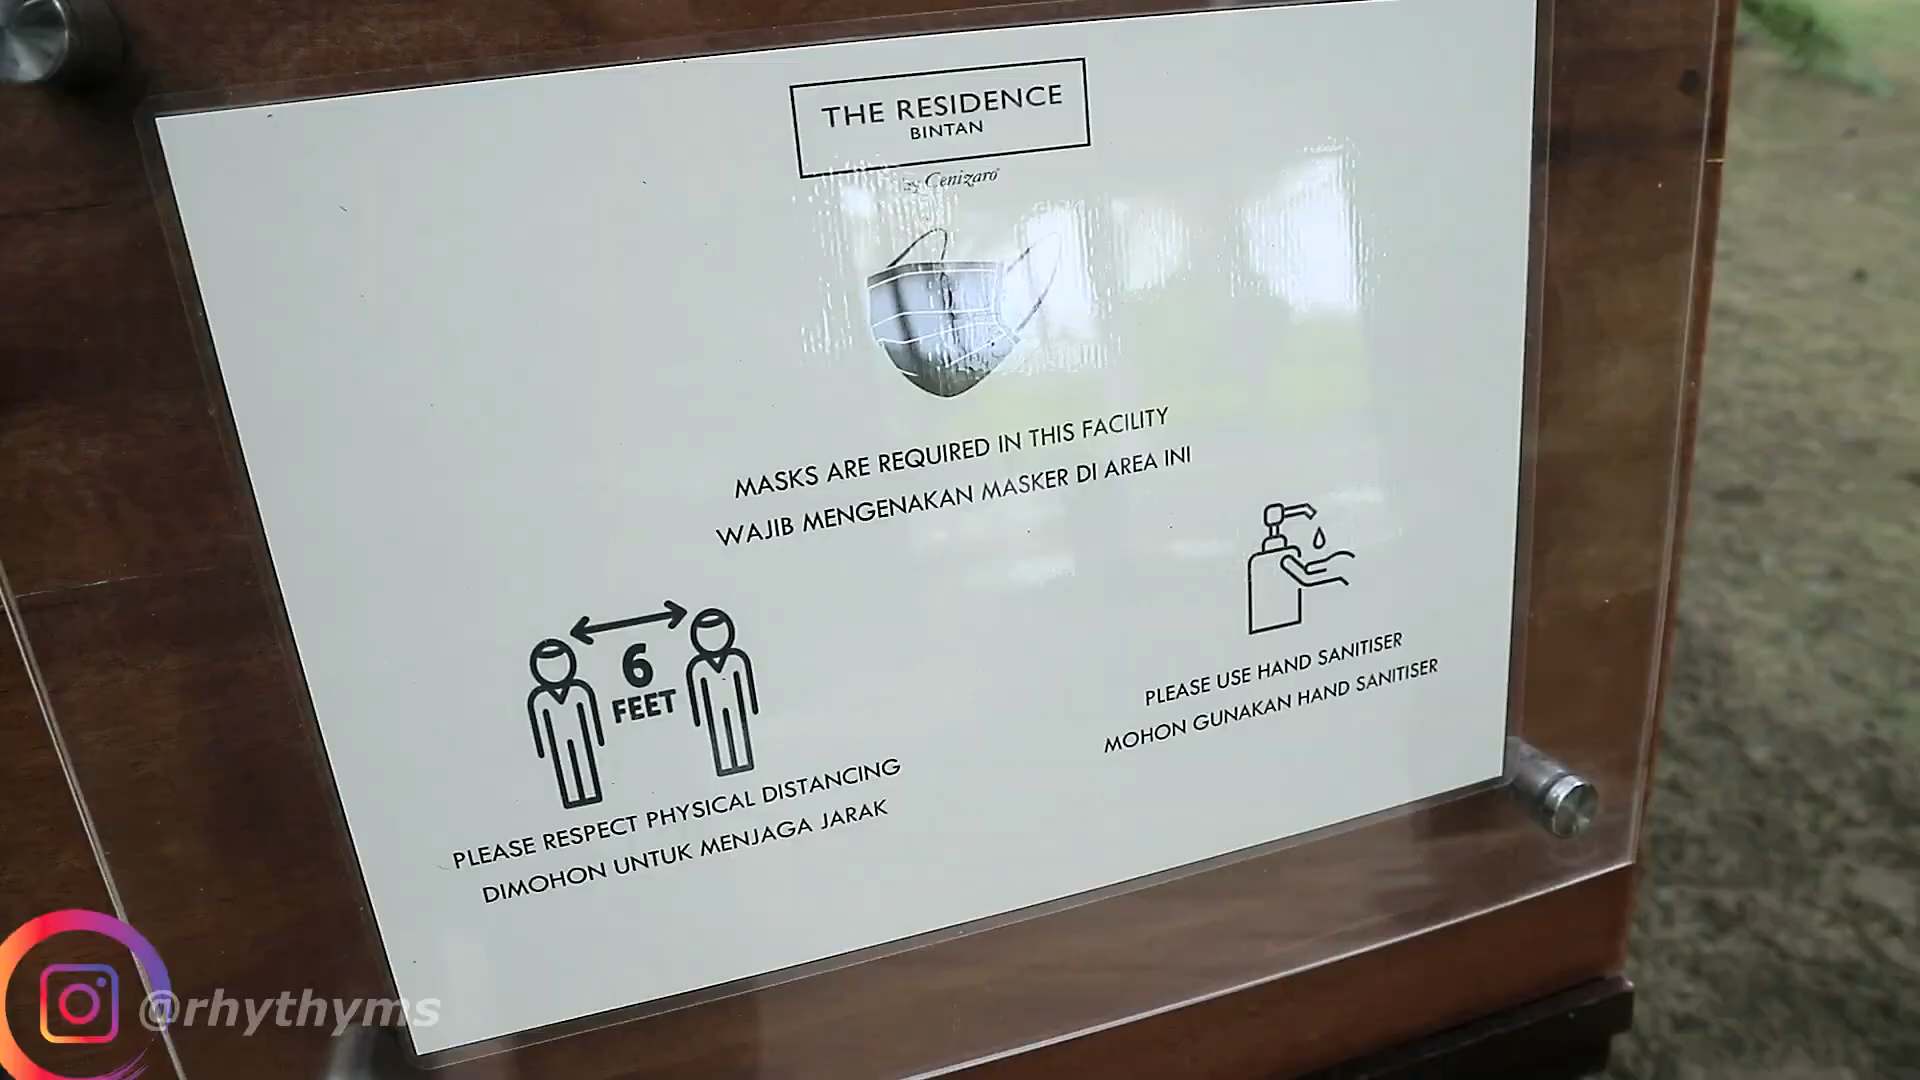 THE RESIDENCE
BINTAN
by Cenizaro
MASKS ARE REQUIRED IN THIS FACILITY
WAJIB MENGENAKAN MASKER DI AREA INI
6
FEET
PLEASE RESPECT PHYSICAL DISTANCING
DIMOHON UNTUK MENJAGA JARAK
PLEASE USE HAND SANITISER
MOHON GUNAKAN HAND SANITISER
@rhythyms